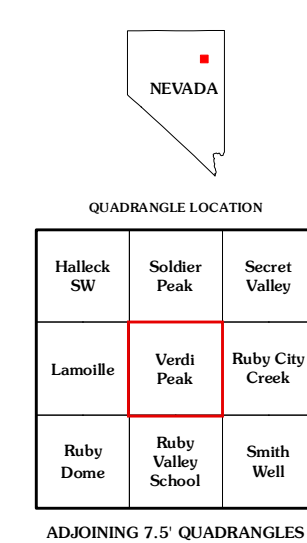 NEVADA
QUADRANGLE LOCATION
Halleck
SW
Soldier
Peak
Secret
Valley
Lamoille
Verdi
Peak
Ruby City
Creek
Ruby
Dome
Ruby
Valley
School
Smith
Well
ADJOINING 7.5' QUADRANGLES